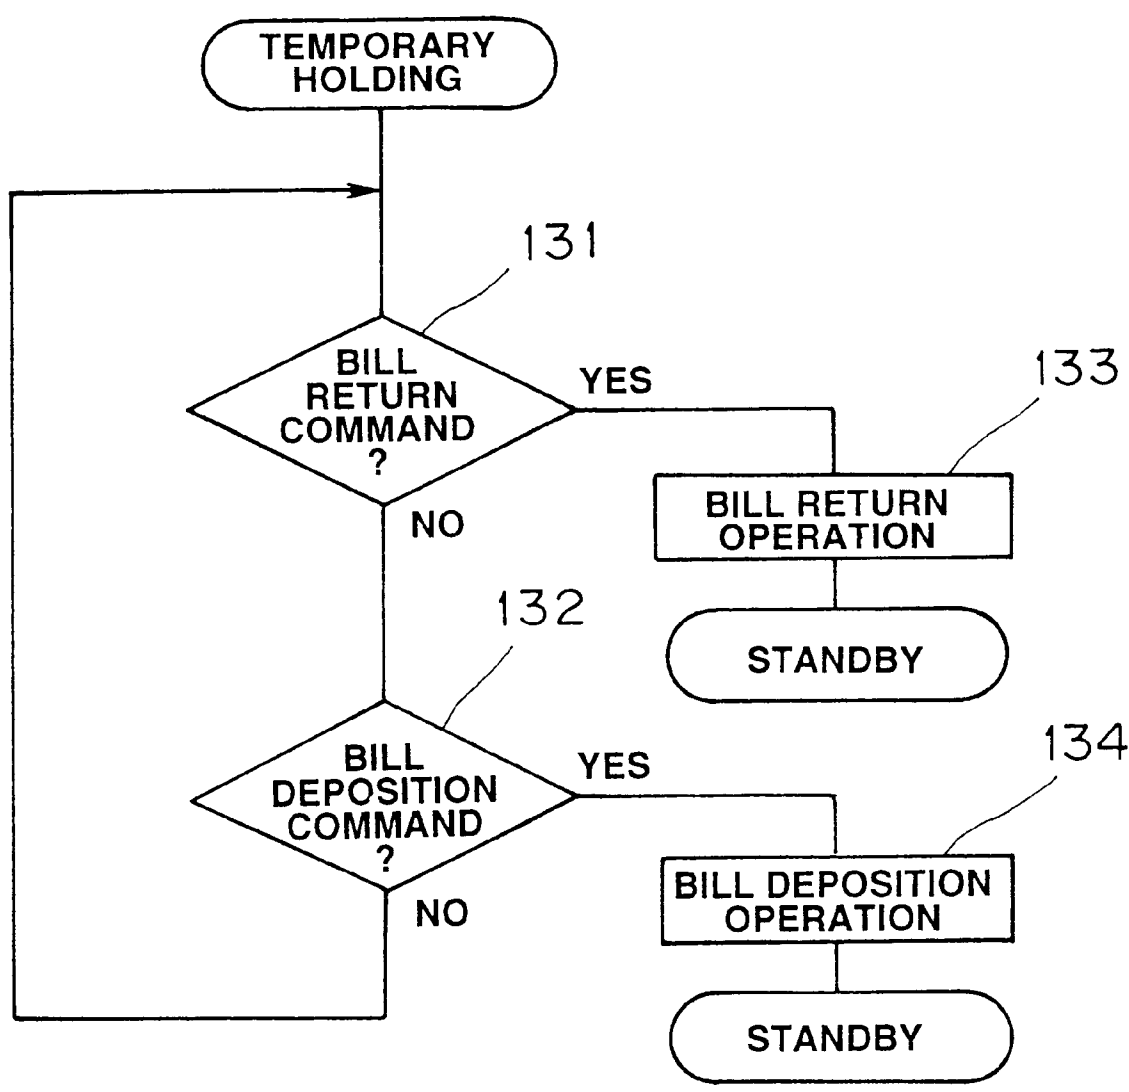 TEMPORARY
HOLDING
131
BILL
RETURN
COMMAND
?
YES
NO
133
BILL RETURN
OPERATION
STANDBY
132
BILL
DEPOSITION
COMMAND
?
YES
NO
134
BILL DEPOSITION
OPERATION
STANDBY